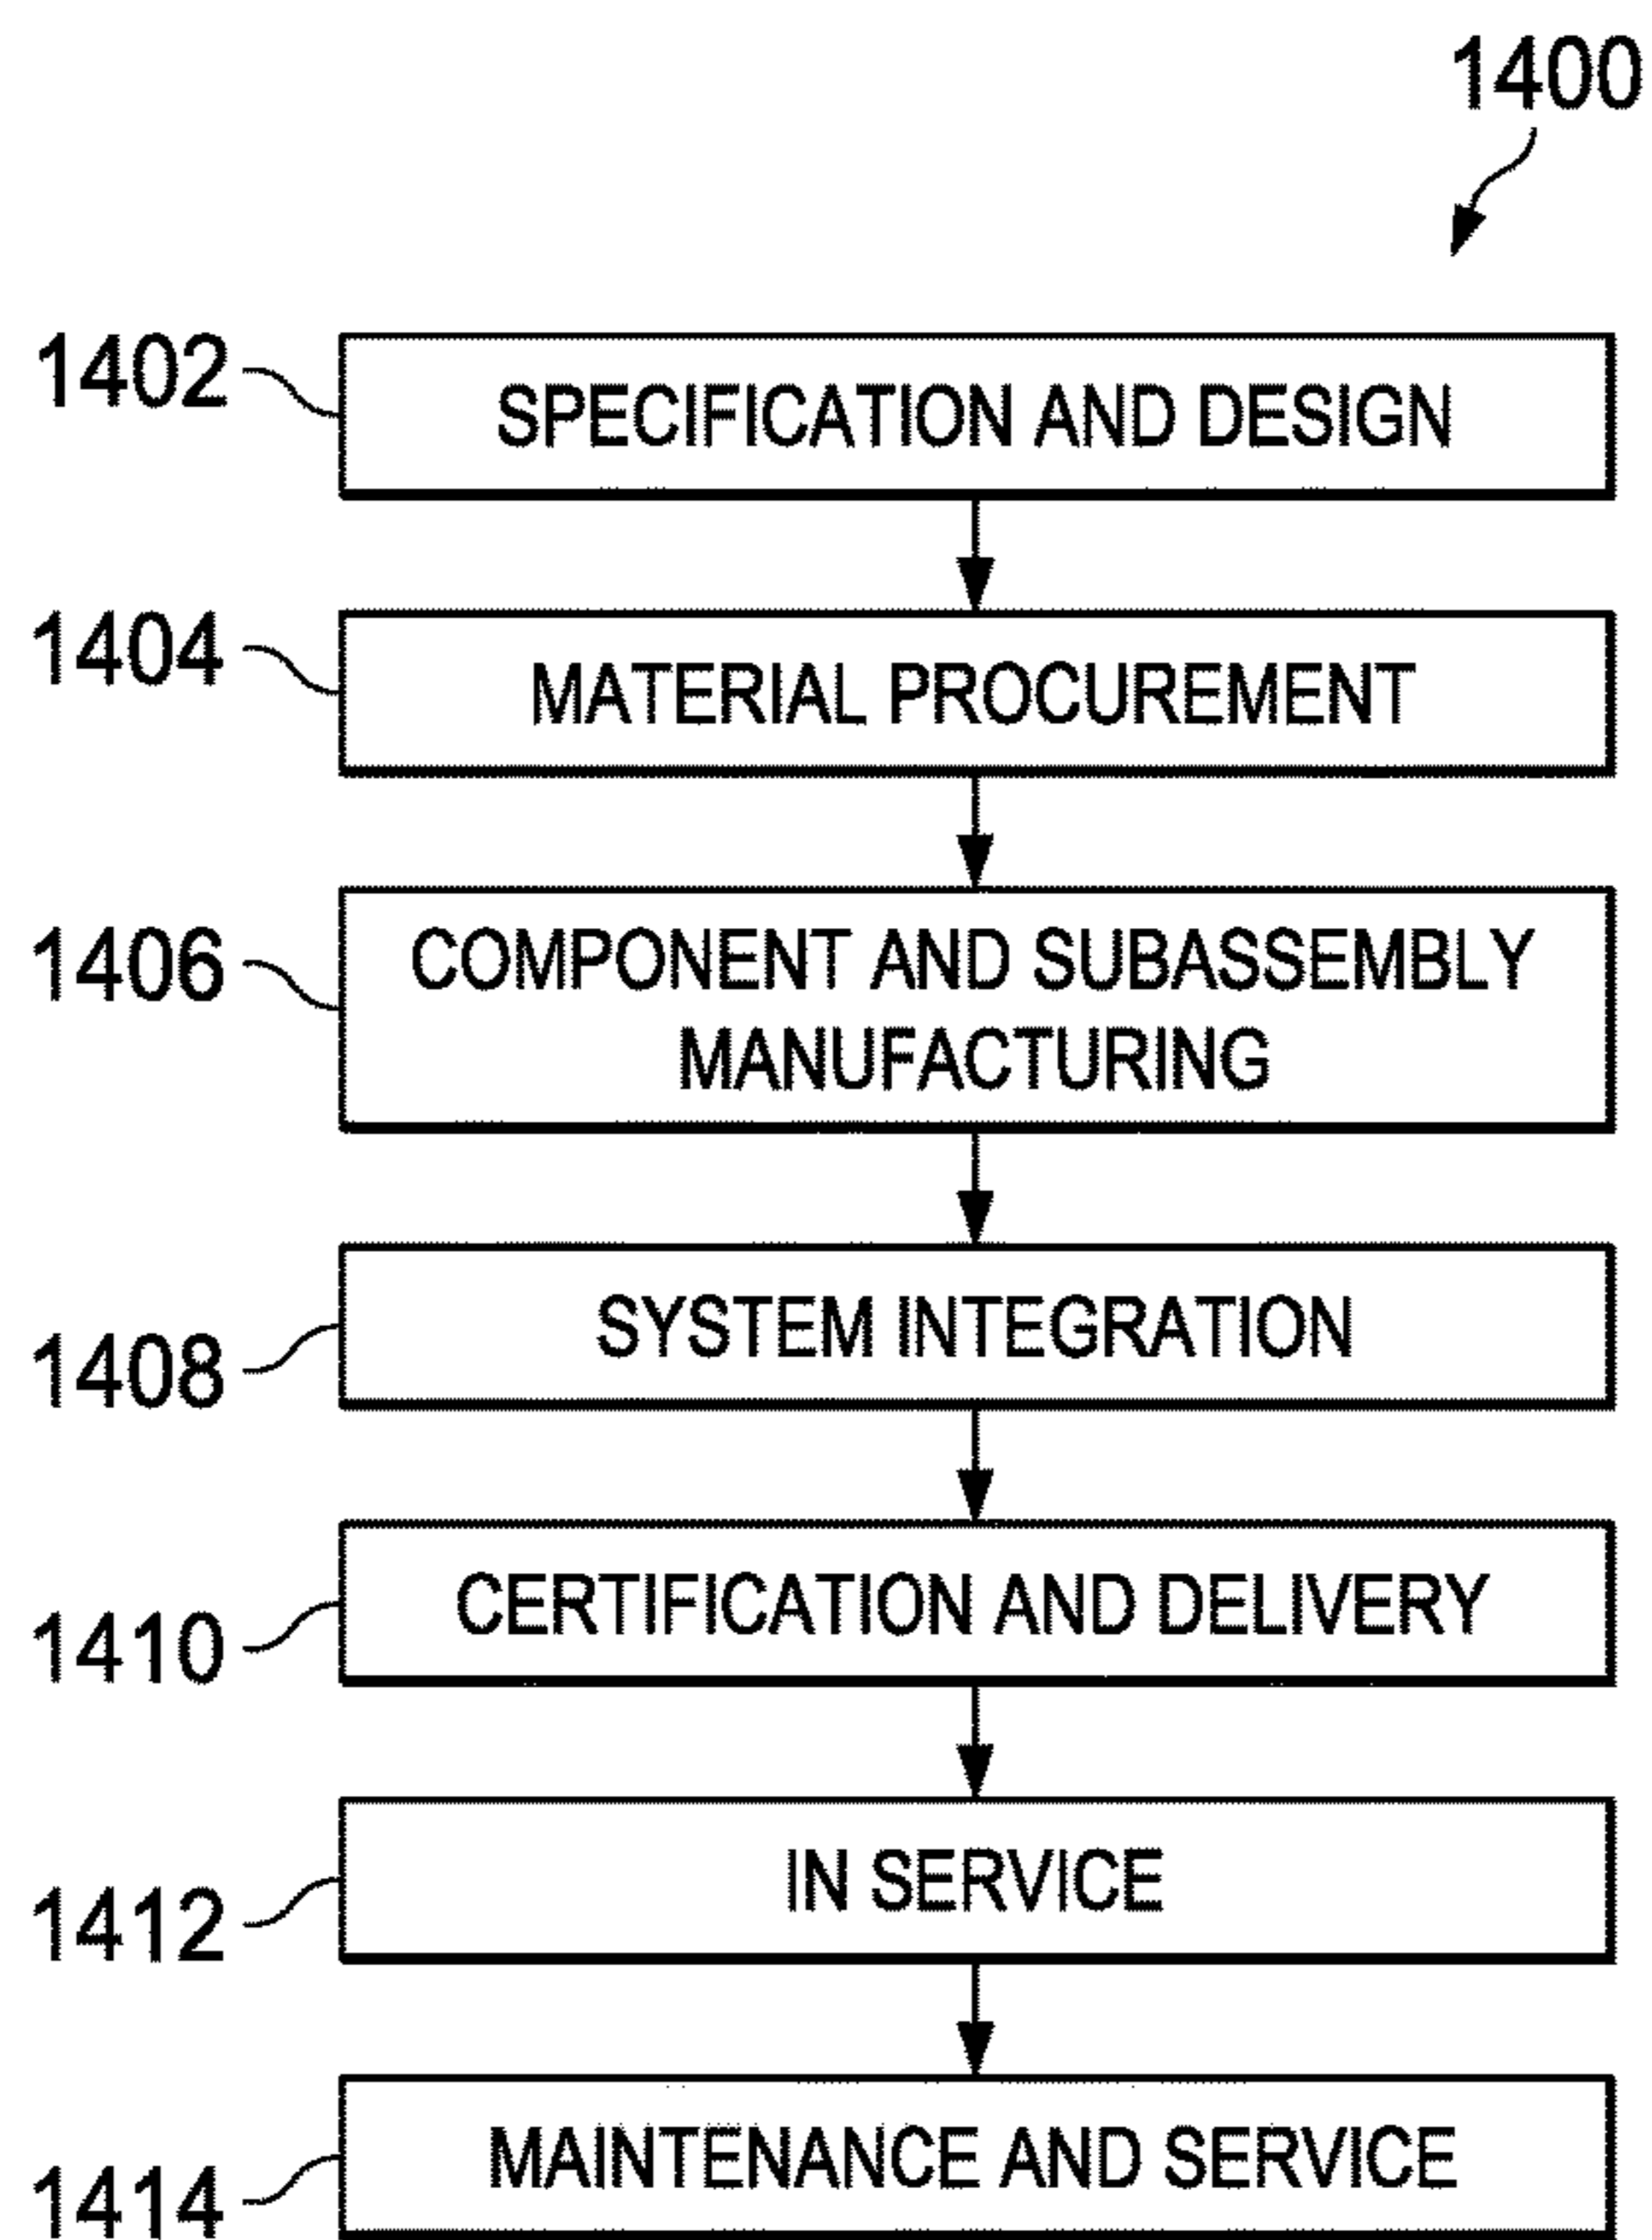 1400
1402
SPECIFICATION AND DESIGN
1404
MATERIAL PROCUREMENT
1406
COMPONENT AND SUBASSEMBLY
MANUFACTURING
1408
SYSTEM INTEGRATION
1410
CERTIFICATION AND DELIVERY
1412
IN SERVICE
1414
MAINTENANCE AND SERVICE